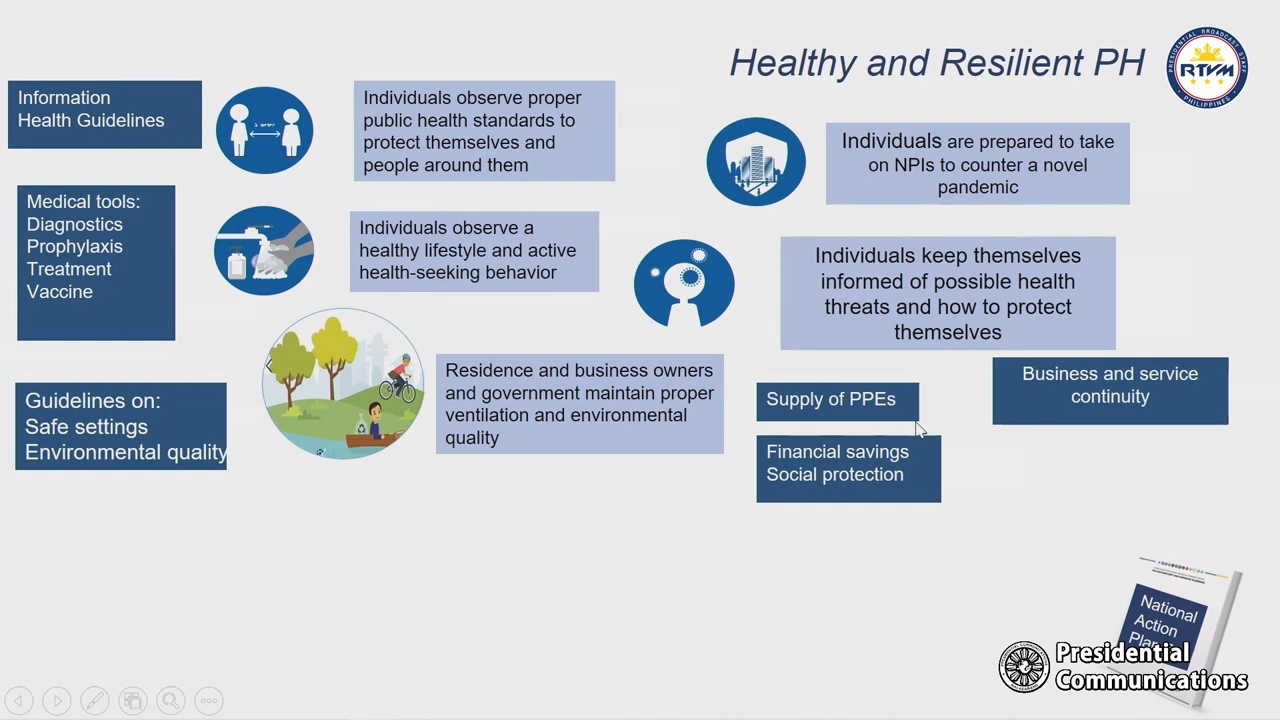 Healthy and Resilient PH
PRESIDENTIAL BROADCAST STAFF
RTVM
PHILIPPINES
Information
Health Guidelines
Individuals observe proper
public health standards to
protect themselves and
people around them
Individuals are prepared to take
on NPIs to counter a novel
pandemic
Medical tools:
Diagnostics
Prophylaxis
Treatment
Vaccine
Individuals observe a
healthy lifestyle and active
health-seeking behavior
Individuals keep themselves
informed of possible health
threats and how to protect
themselves
Guidelines on:
Safe settings
Environmental quality
Residence and business owners
and government maintain proper
ventilation and environmental
quality
Supply of PPEs
Financial savings
Social protection
Business and service
continuity
National
Action
Presidential
Communications